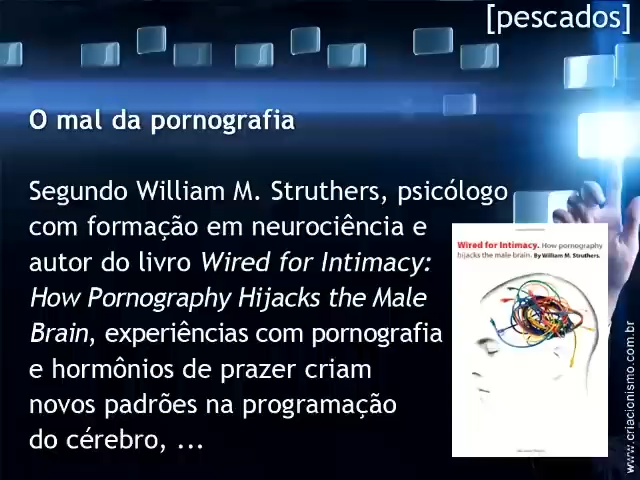 [pescados]
O mal da pornografia
Segundo William M. Struthers, psicólogo
com formação em neurociência e
autor do livro Wired for Intimacy:
How Pornography Hijacks the Male
Brain, experiências com pornografia
e hormônios de prazer criam
novos padrões na programação
do cérebro, ...
Wired for Intimacy. How pornography
hijacks the male brain. By William M. Struthers.
www.criacionismo.com.br